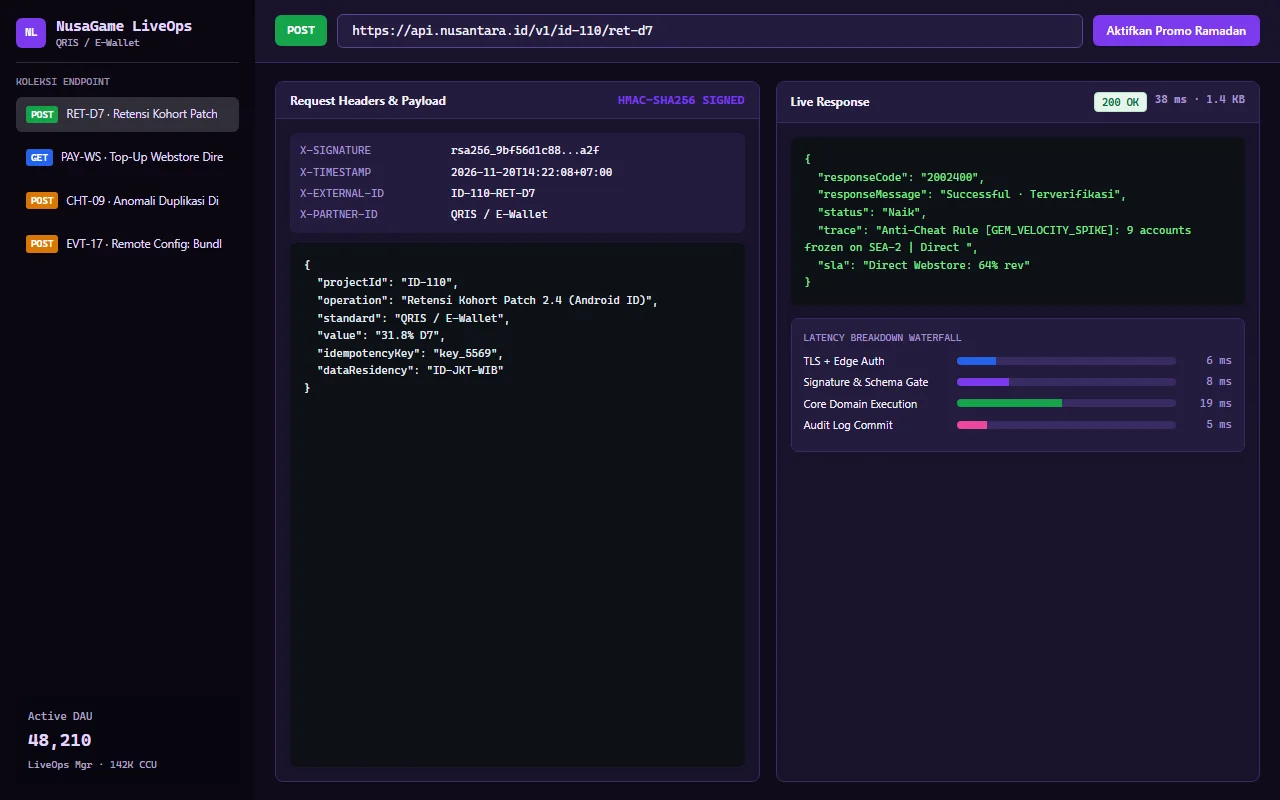 NL
NusaGame LiveOps
QRIS / E-Wallet
KOLEKSI ENDPOINT
POST RET-D7 · Retensi Kohort Patch
GET PAY-WS · Top-Up Webstore Dire
POST CHT-09 · Anomali Duplikasi Di
POST EVT-17 · Remote Config: Bundl
Active DAU
48,210
LiveOps Mgr · 142K CCU
POST https://api.nusantara.id/v1/id-110/ret-d7 Aktifkan Promo Ramadan
Request Headers & Payload HMAC-SHA256 SIGNED
X-SIGNATURE rsa256_9bf56d1c88...a2f
X-TIMESTAMP 2026-11-20T14:22:08+07:00
X-EXTERNAL-ID ID-110-RET-D7
X-PARTNER-ID QRIS / E-Wallet
{
"projectId": "ID-110",
"operation": "Retensi Kohort Patch 2.4 (Android ID)",
"standard": "QRIS / E-Wallet",
"value": "31.8% D7",
"idempotencyKey": "key_5569",
"dataResidency": "ID-JKT-WIB"
}
Live Response 200 OK 38 ms · 1.4 KB
{
"responseCode": "2002400",
"responseMessage": "Successful · Terverifikasi",
"status": "Naik",
"trace": "Anti-Cheat Rule [GEM_VELOCITY_SPIKE]: 9 accounts
frozen on SEA-2 | Direct ",
"sla": "Direct Webstore: 64% rev"
}
LATENCY BREAKDOWN WATERFALL
TLS + Edge Auth 6 ms
Signature & Schema Gate 8 ms
Core Domain Execution 19 ms
Audit Log Commit 5 ms